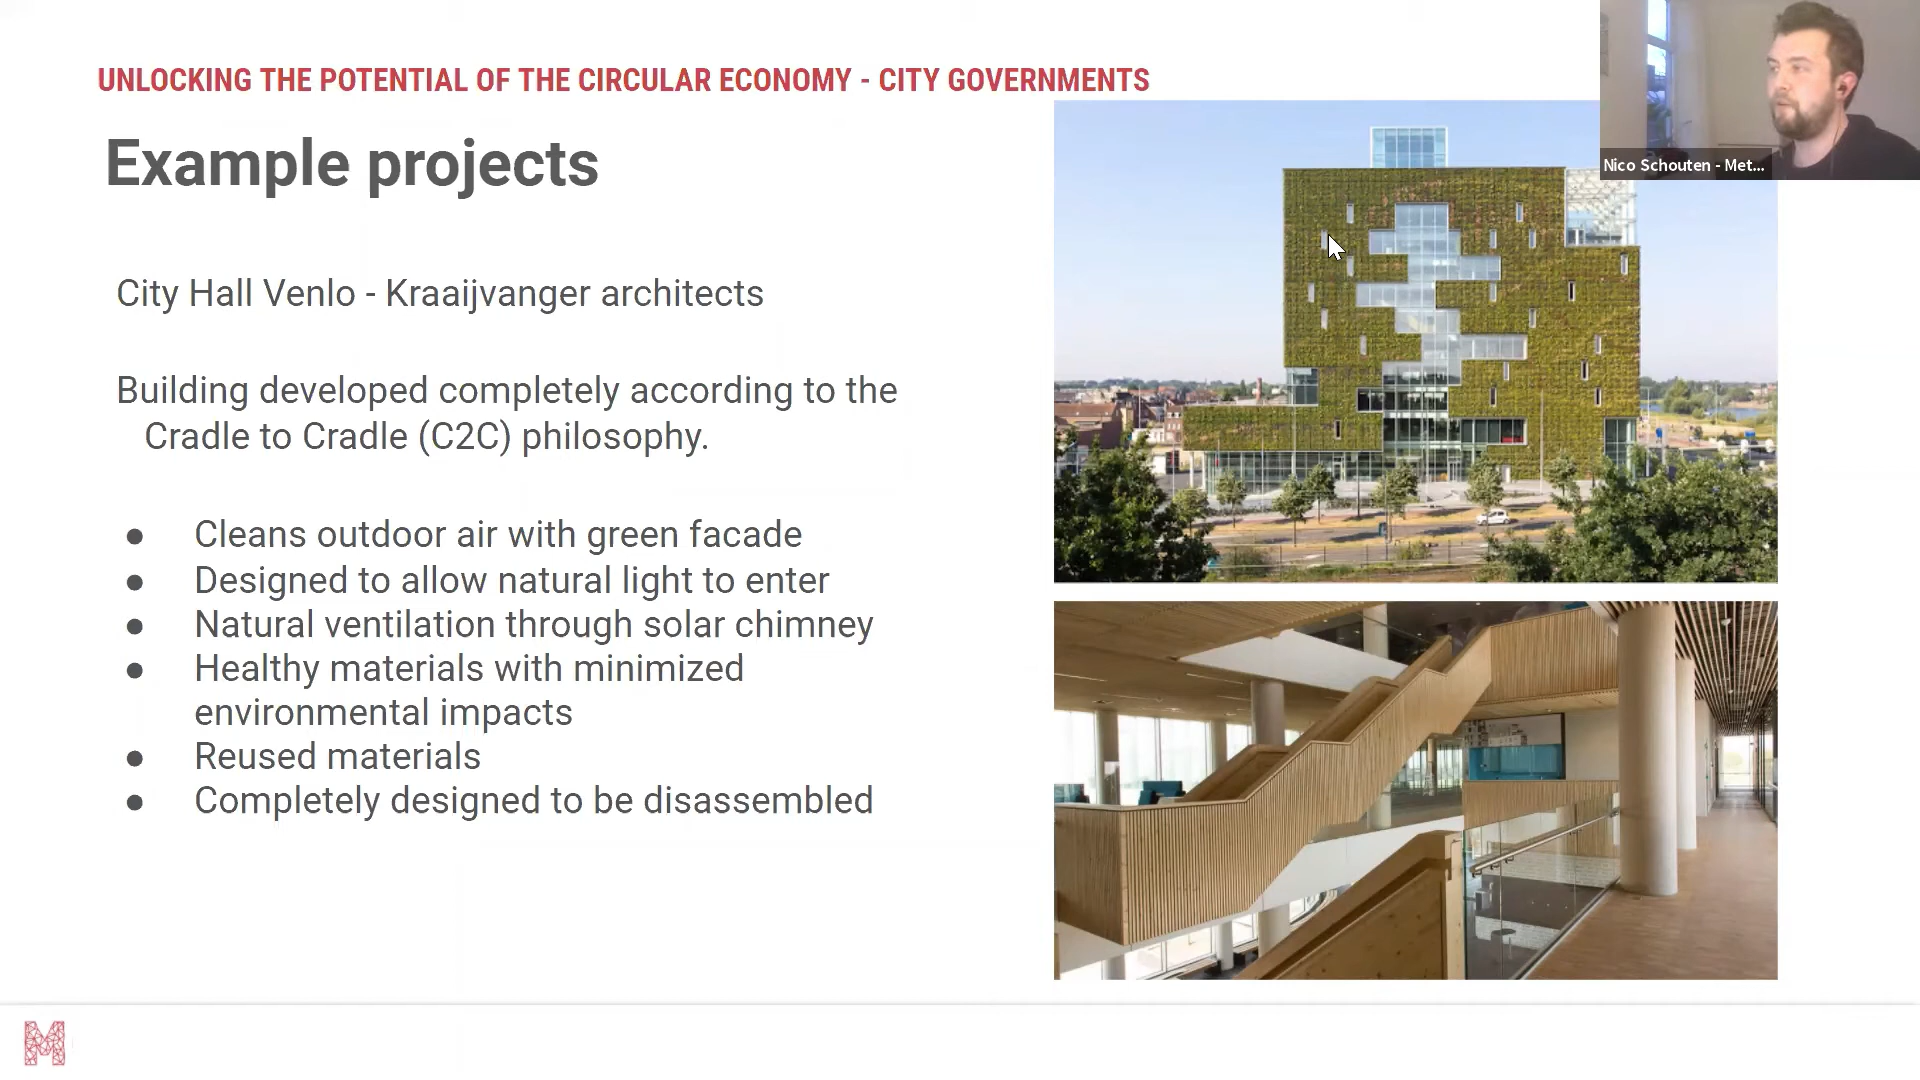 UNLOCKING THE POTENTIAL OF THE CIRCULAR ECONOMY - CITY GOVERNMENTS
Example projects
Nico Schouten - Met...
City Hall Venlo - Kraaijvanger architects
Building developed completely according to the
Cradle to Cradle (C2C) philosophy.
● Cleans outdoor air with green facade
● Designed to allow natural light to enter
● Natural ventilation through solar chimney
● Healthy materials with minimized
environmental impacts
● Reused materials
● Completely designed to be disassembled
M